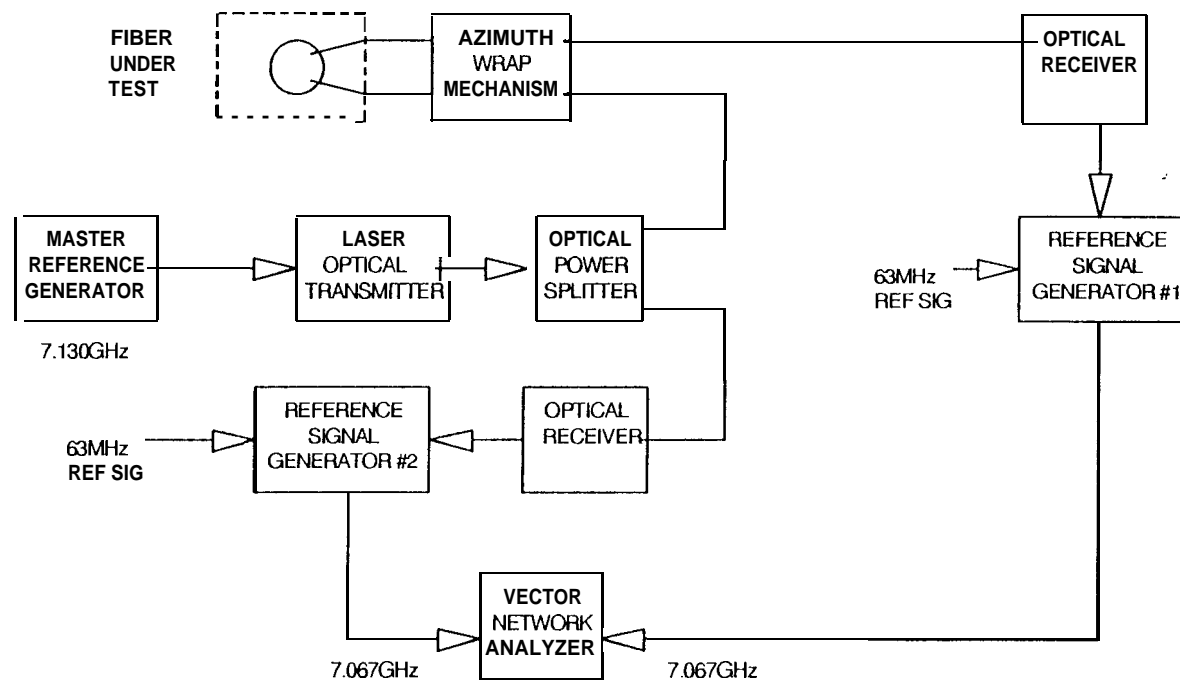 FIBER
UNDER
TEST
AZIMUTH
WRAP
MECHANISM
OPTICAL
RECEIVER
MASTER
REFERENCE
GENERATOR
7.130GHz
LASER
OPTICAL
TRANSMITTER
OPTICAL
POWER
SPLITTER
63MHz
REF SIG
REFERENCE
SIGNAL
GENERATOR #1
63MHz
REF SIG
REFERENCE
SIGNAL
GENERATOR #2
OPTICAL
RECEIVER
VECTOR
NETWORK
ANALYZER
7.067GHz
7.067GHz